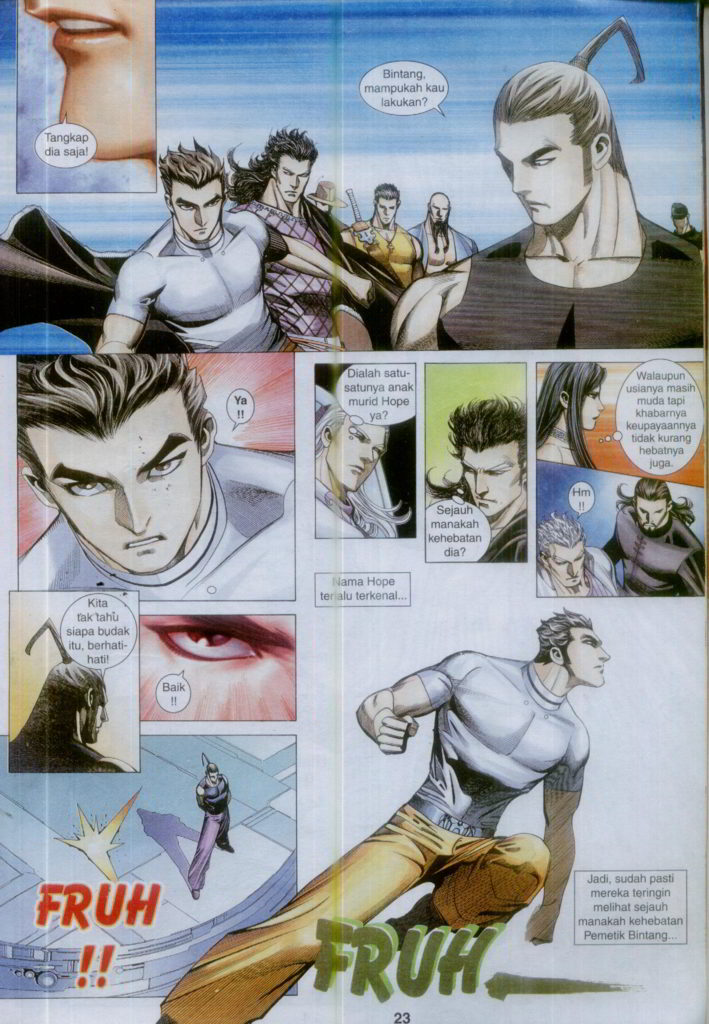 Tangkap
dia saja!
Bintang,
mampukah kau
lakukan?
Ya
!!
Dialah satu-
satunya anak
murid Hope
ya?
Sejauh
manakah
kehebatan
dia?
Walaupun
usianya masih
muda tapi
khabarnya
keupayaannya
tidak kurang
hebatnya
juga.
Hm
!!
Nama Hope
terlalu terkenal...
Kita
tak tahu
siapa budak
itu, berhati-
hati!
Baik
!!
FRUH
!!
FRUH
Jadi, sudah pasti
mereka teringin
melihat sejauh
manakah kehebatan
Pemetik Bintang...
23